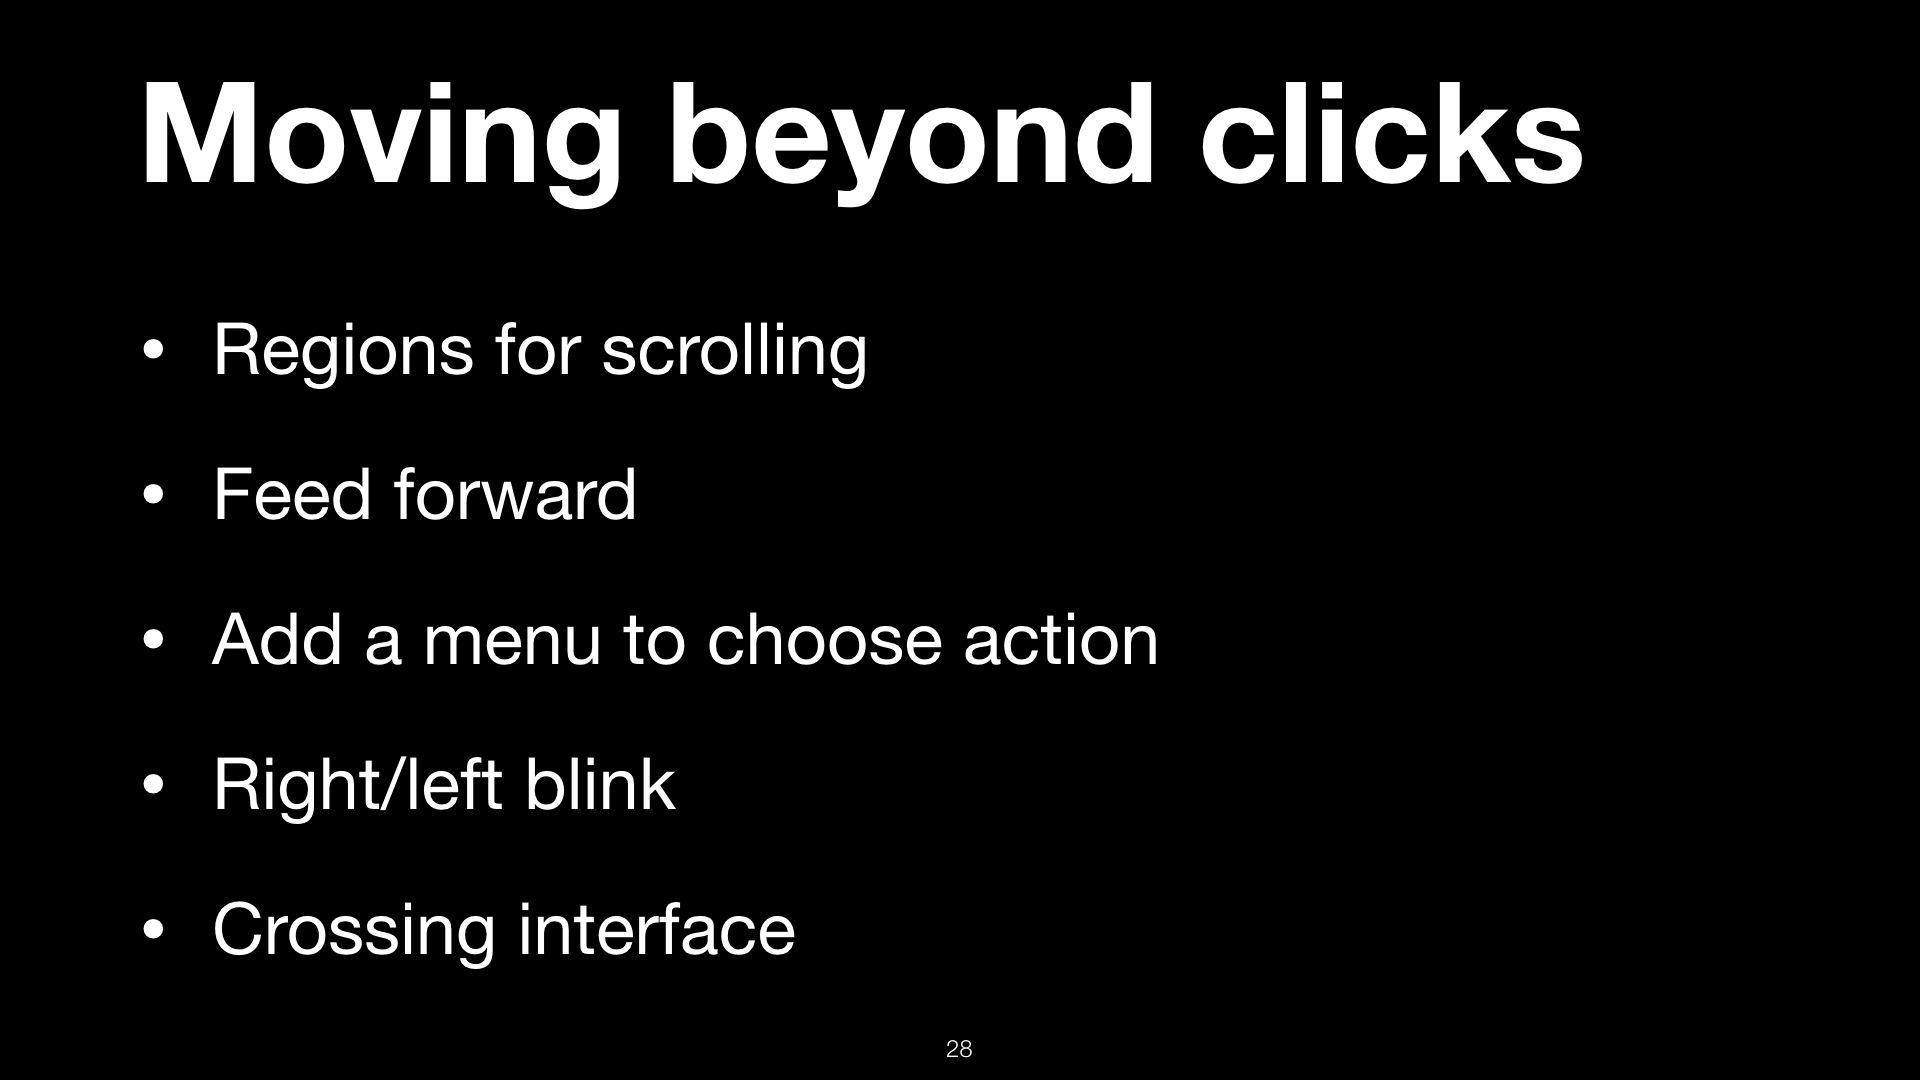 Moving beyond clicks
• Regions for scrolling
• Feed forward
• Add a menu to choose action
• Right/left blink
• Crossing interface
28